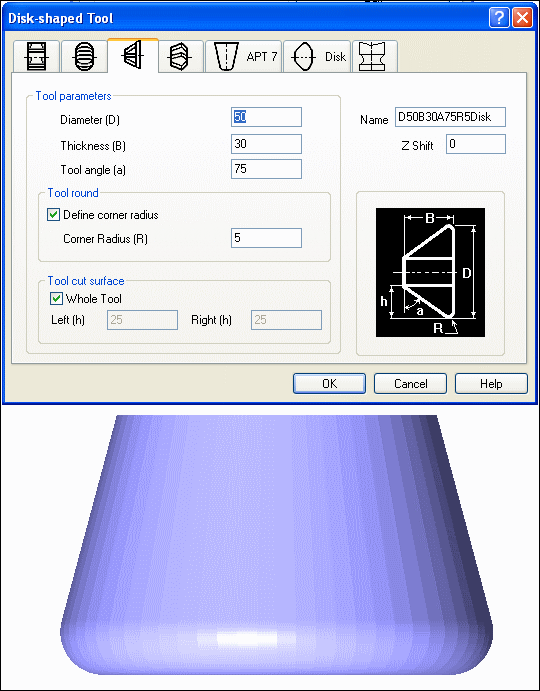 Disk-shaped Tool
APT 7
Disk
Tool parameters
Diameter (D)
50
Thickness (B)
30
Tool angle (a)
75
Tool round
Define corner radius
Corner Radius (R)
5
Tool cut surface
Whole Tool
Left (h)
25
Right (h)
25
Name
D50B30A75R5Disk
Z Shift
0
B
D
h
a
R
OK
Cancel
Help